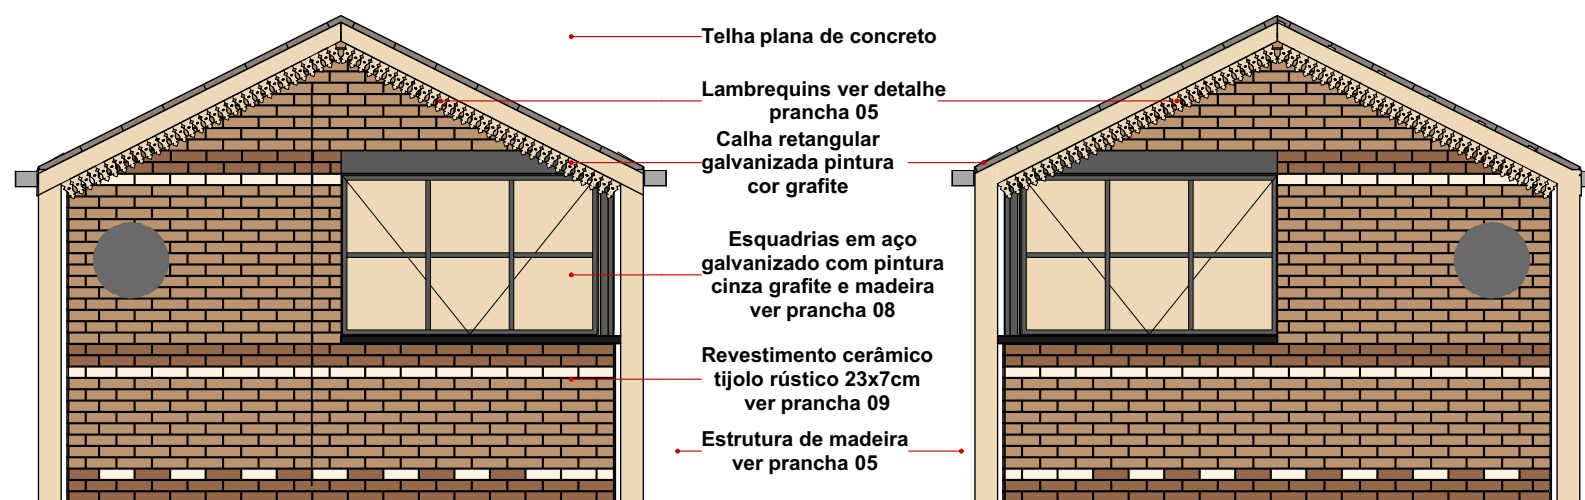 Telha plana de concreto
Lambrequins ver detalhe
prancha 05
Calha retangular
galvanizada pintura
cor grafite
Esquadrias em aço
galvanizado com pintura
cinza grafite e madeira
ver prancha 08
Revestimento cerâmico
tijolo rústico 23x7cm
ver prancha 09
Estrutura de madeira
ver prancha 05